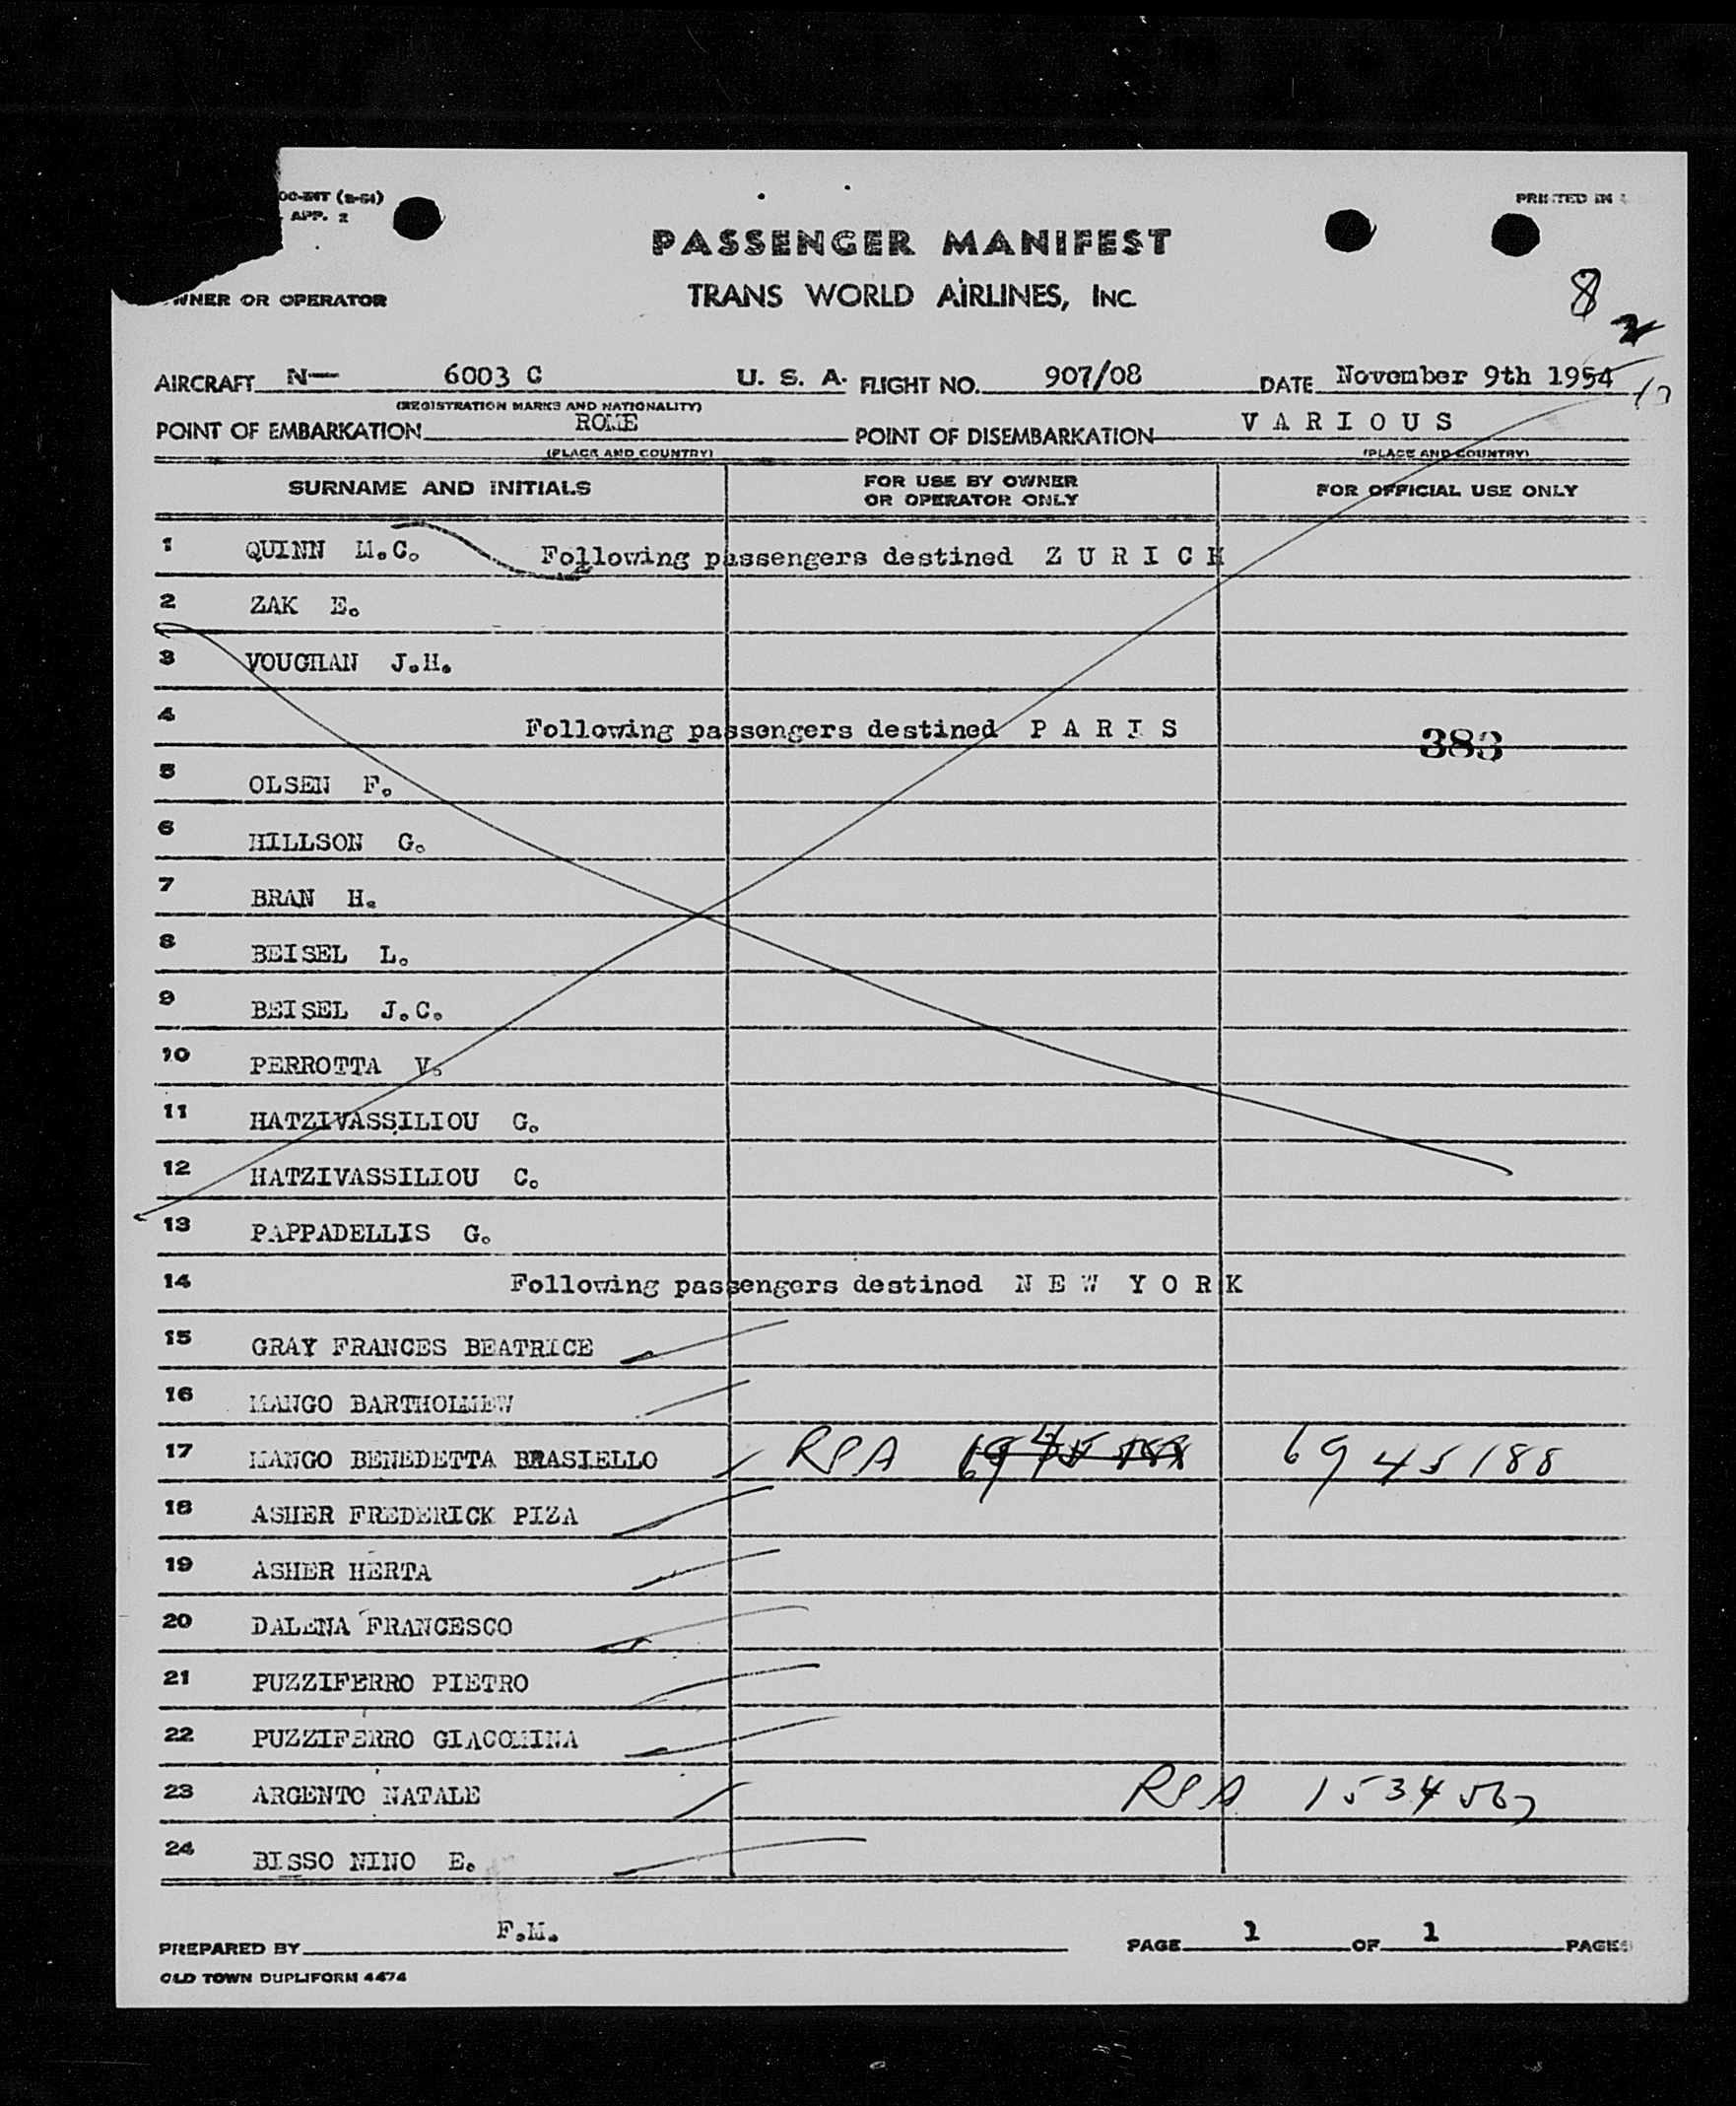 APP. 2
PRINTED IN
PASSENGER MANIFEST
TRANS WORLD AIRLINES, INC
OWNER OR OPERATOR
8
2
AIRCRAFT N— 6003 C U. S. A. FLIGHT NO. 907/08 DATE November 9th 1954
10
(REGISTRATION MARKS AND NATIONALITY)
POINT OF EMBARKATION ROME POINT OF DISEMBARKATION V A R I O U S
(PLACE AND COUNTRY) (PLACE AND COUNTRY)
SURNAME AND INITIALS FOR USE BY OWNER OR OPERATOR ONLY FOR OFFICIAL USE ONLY
1 QUINN M.C. Following passengers destined Z U R I C H
2 ZAK E.
3 VOUGHAN J.H.
4 Following passengers destined P A R I S 383
5 OLSEN F.
6 HILLSON G.
7 BRAN H.
8 BEISEL L.
9 BEISEL J.C.
10 PERROTTA V.
11 HATZIVASSILIOU G.
12 HATZIVASSILIOU C.
13 PAPPADELLIS G.
14 Following passengers destined N E W Y O R K
15 GRAY FRANCES BEATRICE
16 MANGO BARTHOLMEW
17 MANGO BENEDETTA BRASIELLO RPA 6945188
18 ASHER FREDERICK PIZA
19 ASHER HERTA
20 DALENA FRANCESCO
21 PUZZIFERRO PIETRO
22 PUZZIFERRO GIACOMINA
23 ARGENTO NATALE RPA 1534567
24 BISSO NINO E.
PREPARED BY F.M. PAGE 1 OF 1 PAGES
OLD TOWN DUPLIFORM 4474